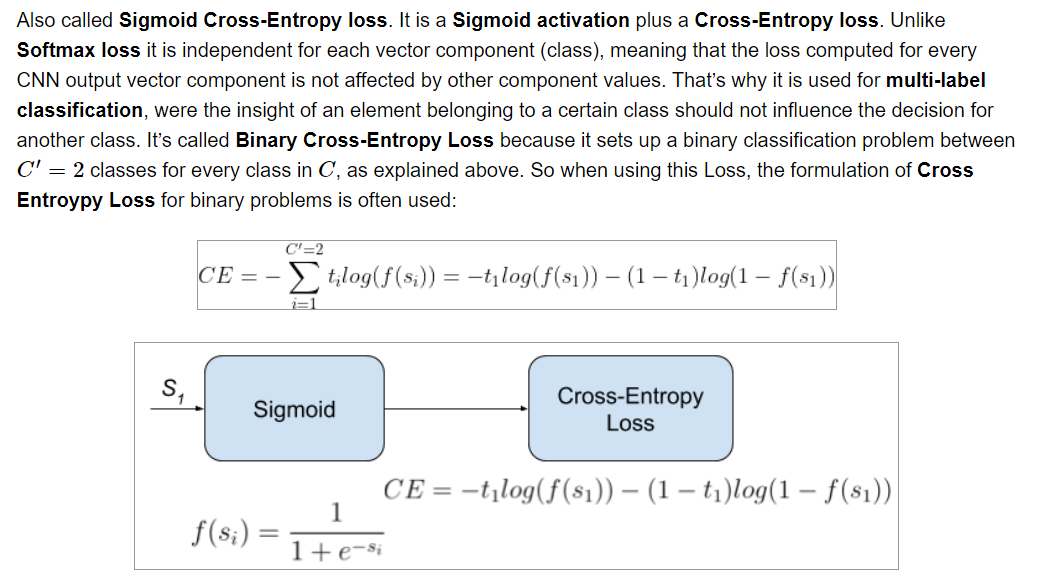 Also called Sigmoid Cross-Entropy loss. It is a Sigmoid activation plus a Cross-Entropy loss. Unlike
Softmax loss it is independent for each vector component (class), meaning that the loss computed for every
CNN output vector component is not affected by other component values. That's why it is used for multi-label
classification, were the insight of an element belonging to a certain class should not influence the decision for
another class. It's called Binary Cross-Entropy Loss because it sets up a binary classification problem between
C′ = 2 classes for every class in C, as explained above. So when using this Loss, the formulation of Cross
Entroypy Loss for binary problems is often used:
CE = −∑_{i=1}^{C'=2} t_i log(f(s_i)) = −t_1 log(f(s_1)) − (1 − t_1)log(1 − f(s_1))
S_1
Sigmoid
Cross-Entropy
Loss
CE = −t_1 log(f(s_1)) − (1 − t_1)log(1 − f(s_1))
f(s_i) = 1 / (1 + e^{−s_i})